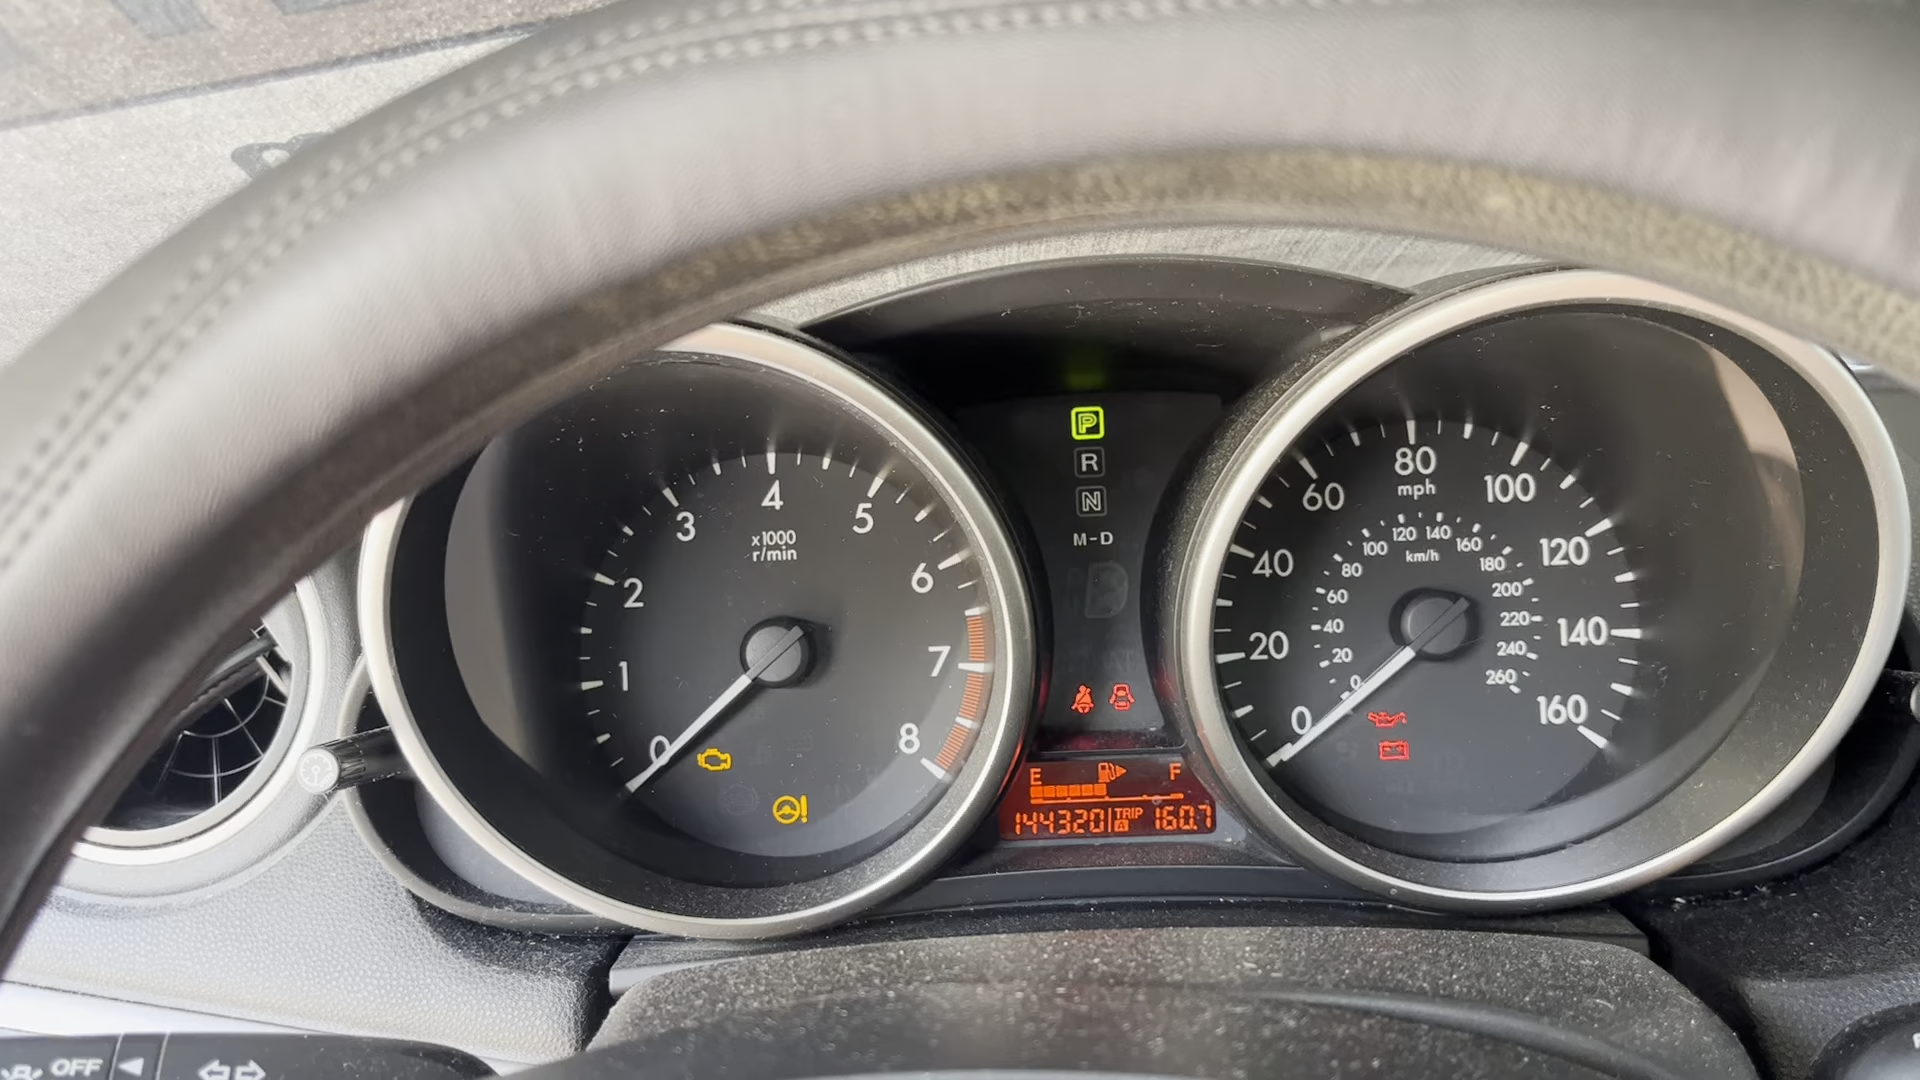 0
1
2
3
4
5
6
7
8
x1000
r/min
P
R
N
M-D
E F
144320 TRIP A 160.7
0
20
40
60
80
100
120
140
160
mph
0
20
40
60
80
100
120
140
160
180
200
220
240
260
km/h
OFF